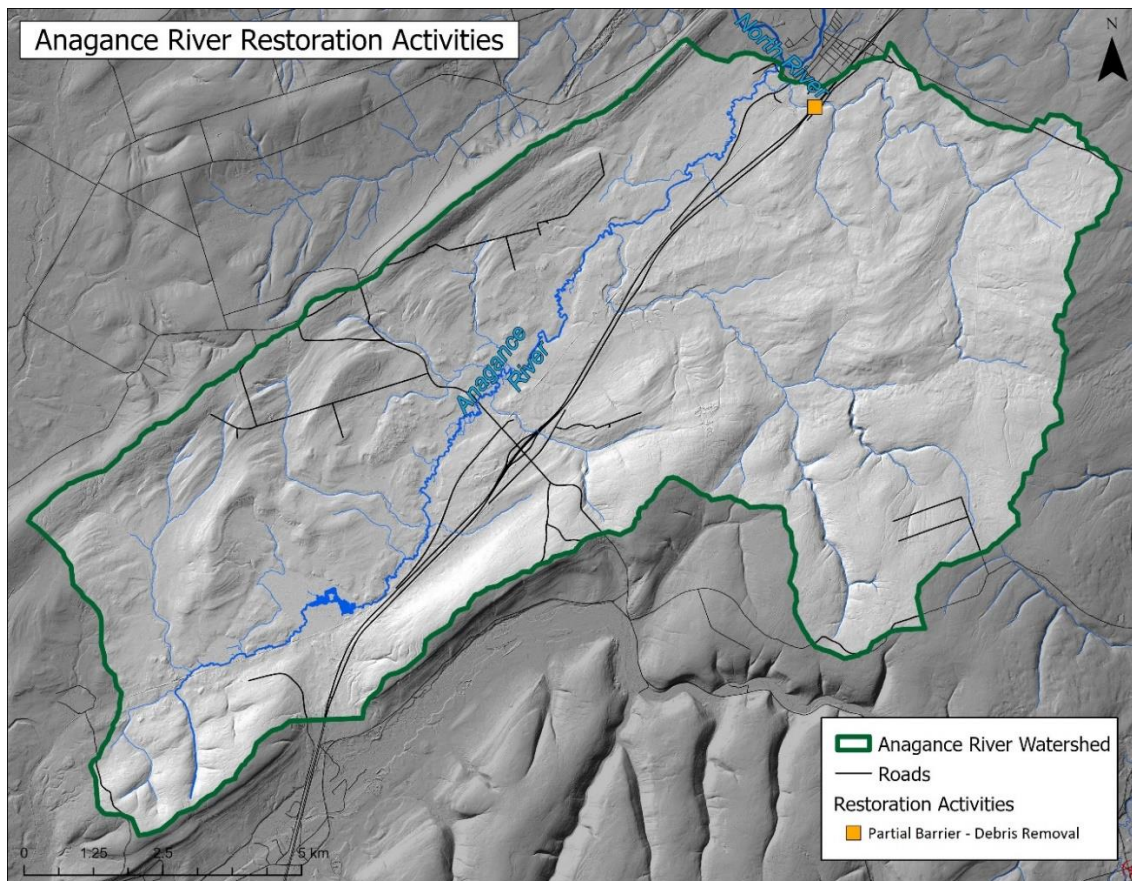 Anagance River Restoration Activities
N
North River
Anagance
River
Anagance River Watershed
Roads
Restoration Activities
Partial Barrier - Debris Removal
0 1.25 2.5 5 km